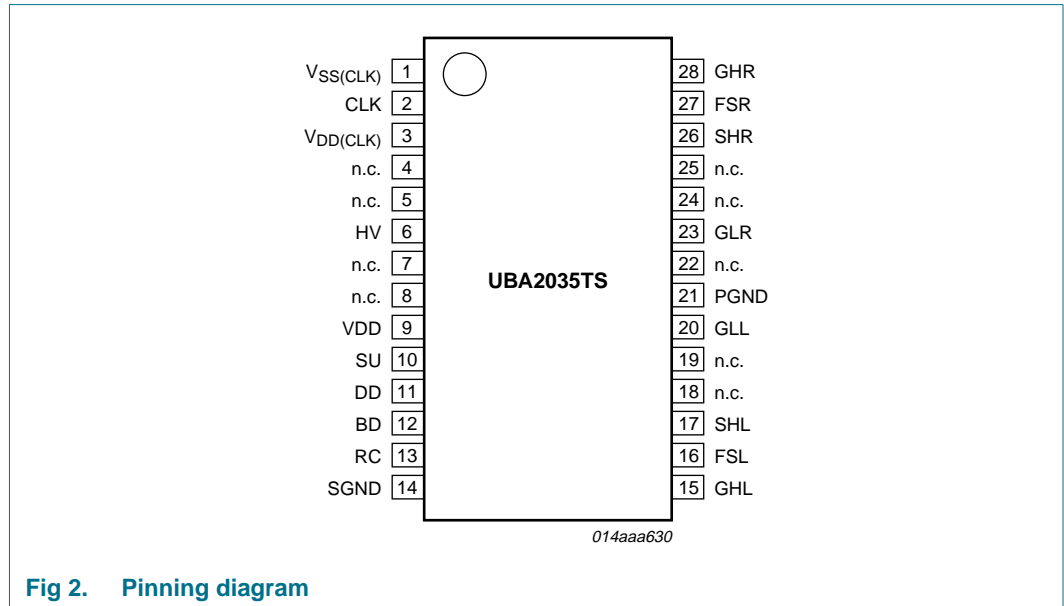 V_SS(CLK) 1 28 GHR
CLK 2 27 FSR
V_DD(CLK) 3 26 SHR
n.c. 4 25 n.c.
n.c. 5 24 n.c.
HV 6 23 GLR
n.c. 7 22 n.c.
UBA2035TS
n.c. 8 21 PGND
VDD 9 20 GLL
SU 10 19 n.c.
DD 11 18 n.c.
BD 12 17 SHL
RC 13 16 FSL
SGND 14 15 GHL
014aaa630
Fig 2. Pinning diagram